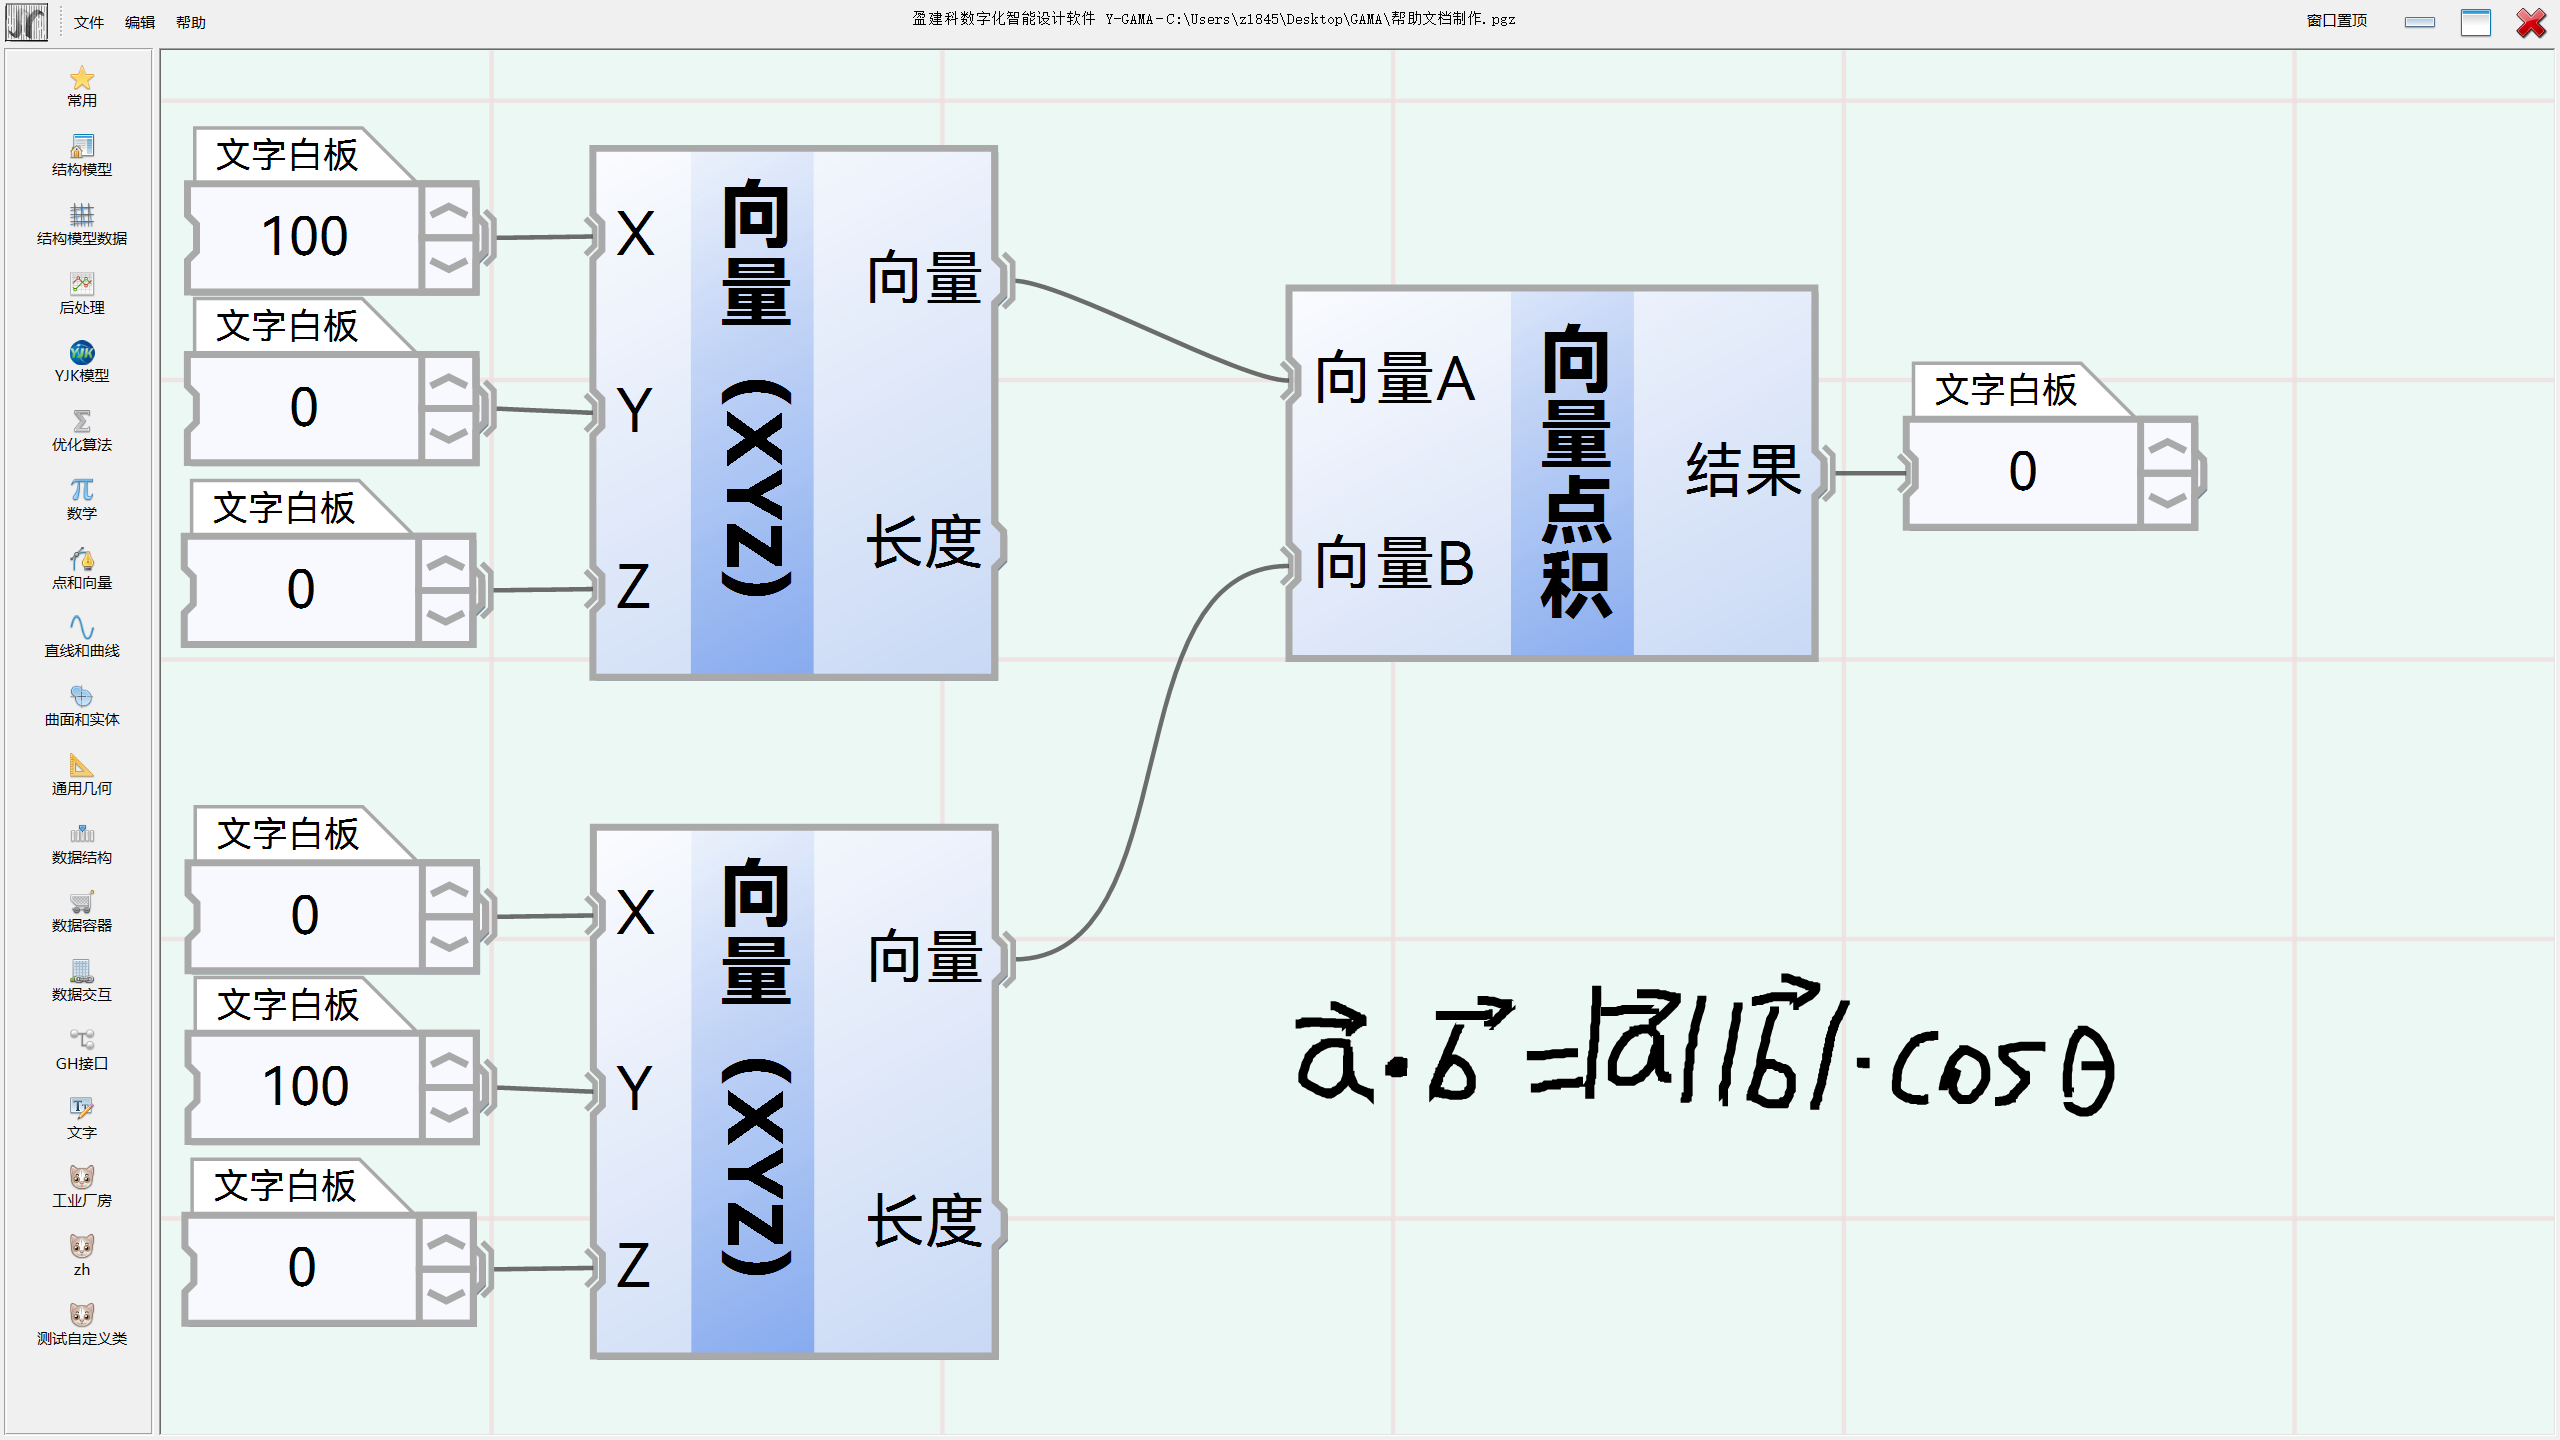 文件 编辑 帮助
盈建科数字化智能设计软件 Y-GAMA-C:\Users\z1845\Desktop\GAMA\帮助文档制作.pgz
窗口置顶
常用
结构模型
结构模型数据
后处理
YJK模型
优化算法
数学
点和向量
直线和曲线
曲面和实体
通用几何
数据结构
数据容器
数据交互
GH接口
文字
工业厂房
zh
测试自定义类
文字白板
100
文字白板
0
文字白板
0
X
Y
Z
向量 (XYZ)
向量
长度
文字白板
0
文字白板
100
文字白板
0
X
Y
Z
向量 (XYZ)
向量
长度
向量A
向量B
向量点积
结果
文字白板
0
a⃗·b⃗=|a⃗||b⃗|·cosθ